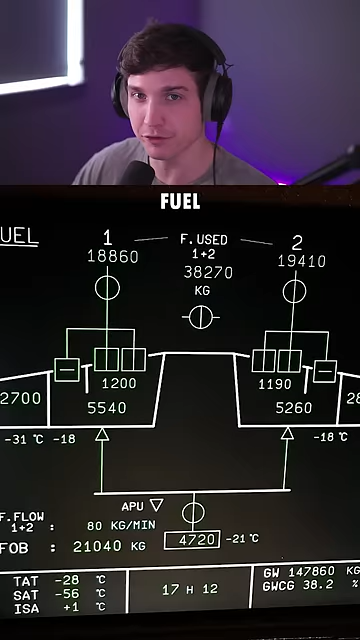 FUEL
UEL
1
F.USED
2
18860
1+2
19410
38270
KG
1200
1190
2700
5540
5260
28
-31 °C -18
-18 °C
APU
F.FLOW
1+2 : 80 KG/MIN
4720 -21 °C
FOB : 21040 KG
TAT -28 °C
SAT -56 °C
ISA +1 °C
17 H 12
GW 147860 KG
GWCG 38.2 %